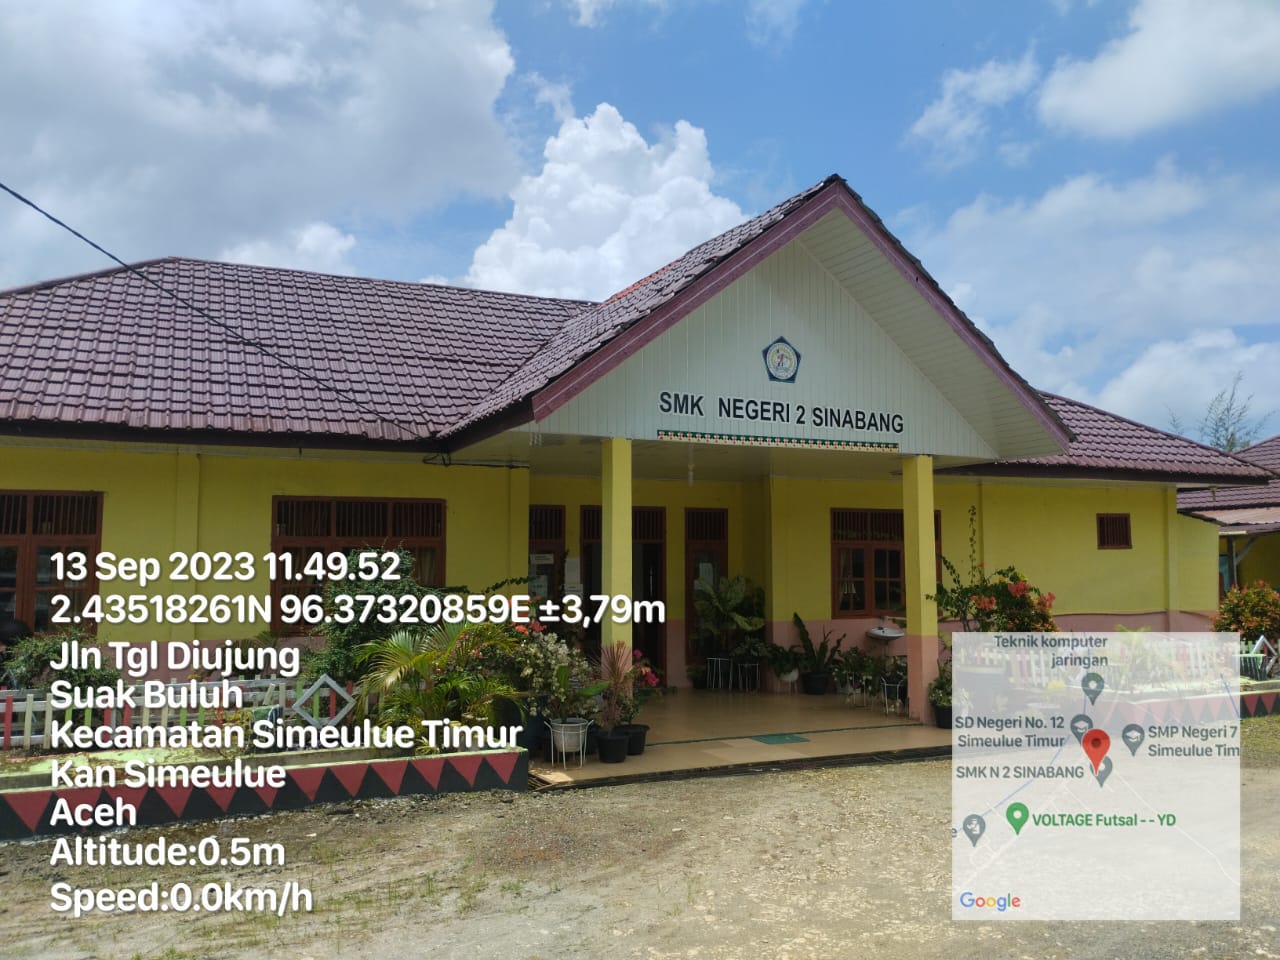 SMK NEGERI 2 SINABANG
13 Sep 2023 11.49.52
2.43518261N 96.37320859E ±3,79m
Jln Tgl Diujung
Suak Buluh
Kecamatan Simeulue Timur
Kan Simeulue
Aceh
Altitude:0.5m
Speed:0.0km/h
Teknik komputer
jaringan
SD Negeri No. 12
Simeulue Timur
SMP Negeri 7
Simeulue Tim
SMK N 2 SINABANG
VOLTAGE Futsal - - YD
Google